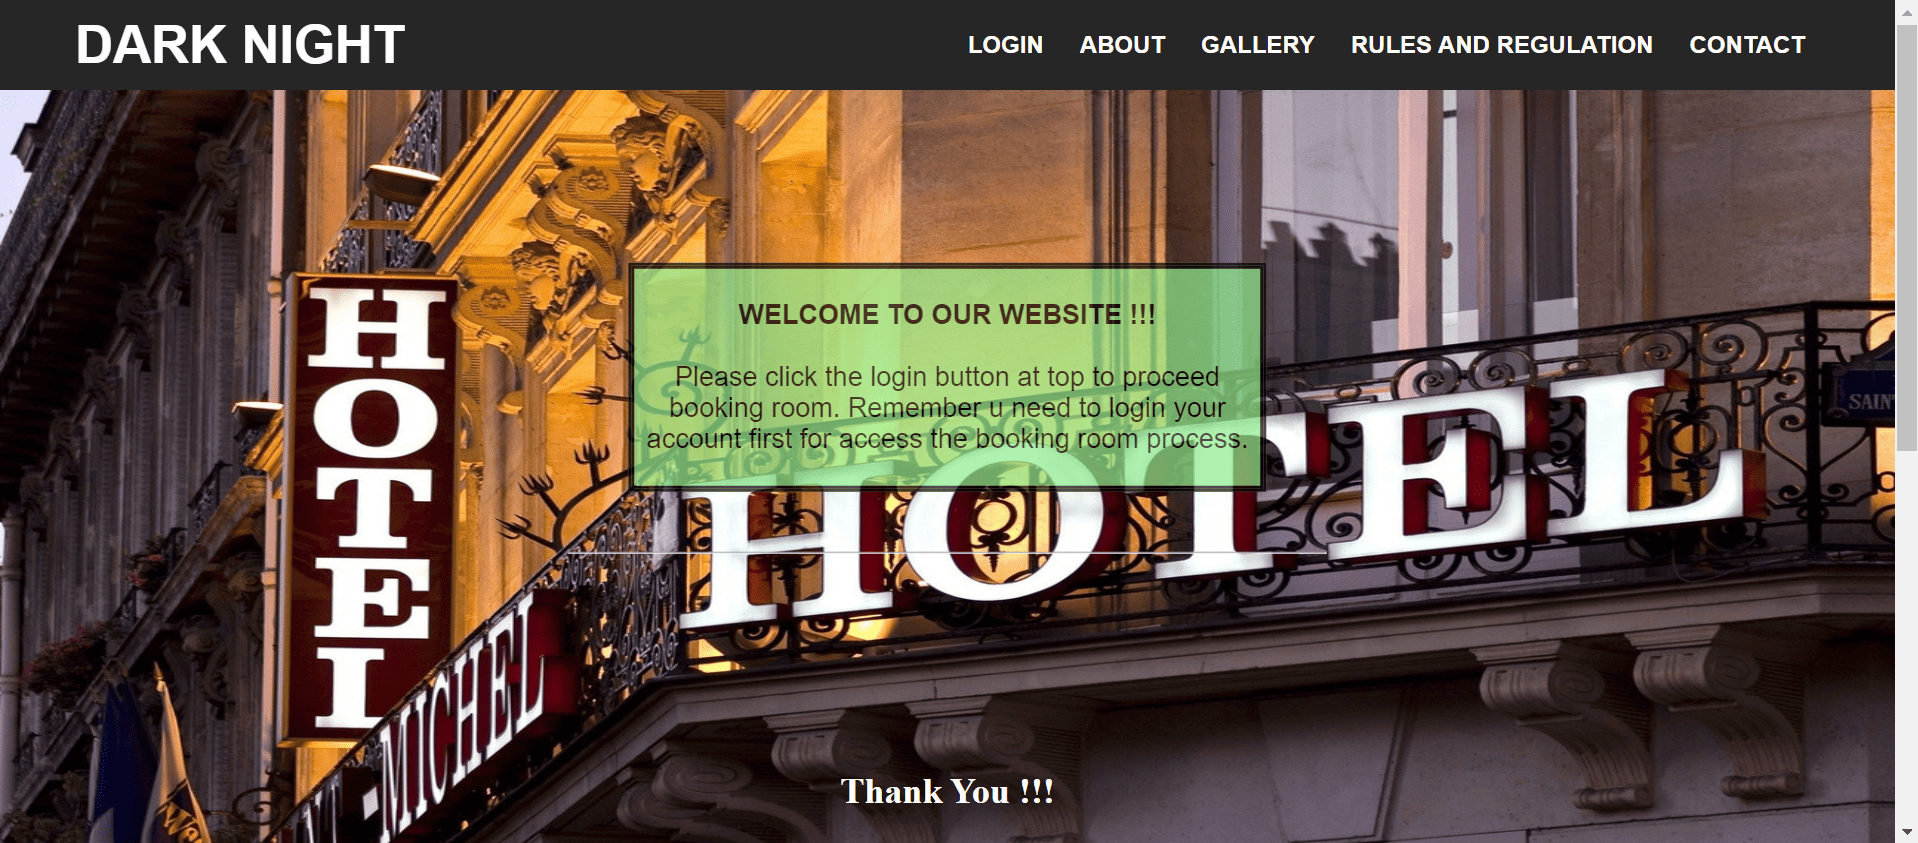 DARK NIGHT
LOGIN ABOUT GALLERY RULES AND REGULATION CONTACT
WELCOME TO OUR WEBSITE !!!
Please click the login button at top to proceed
booking room. Remember u need to login your
account first for access the booking room process.
HOTEL
HOTEL
SAINT
-MICHEL
Thank You !!!